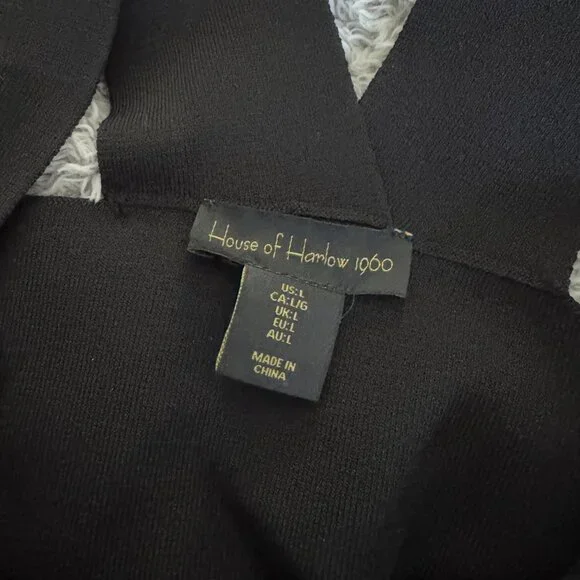 House of Harlow 1960
US:L
CA:L/G
UK:L
EU:L
AU:L
MADE IN
CHINA